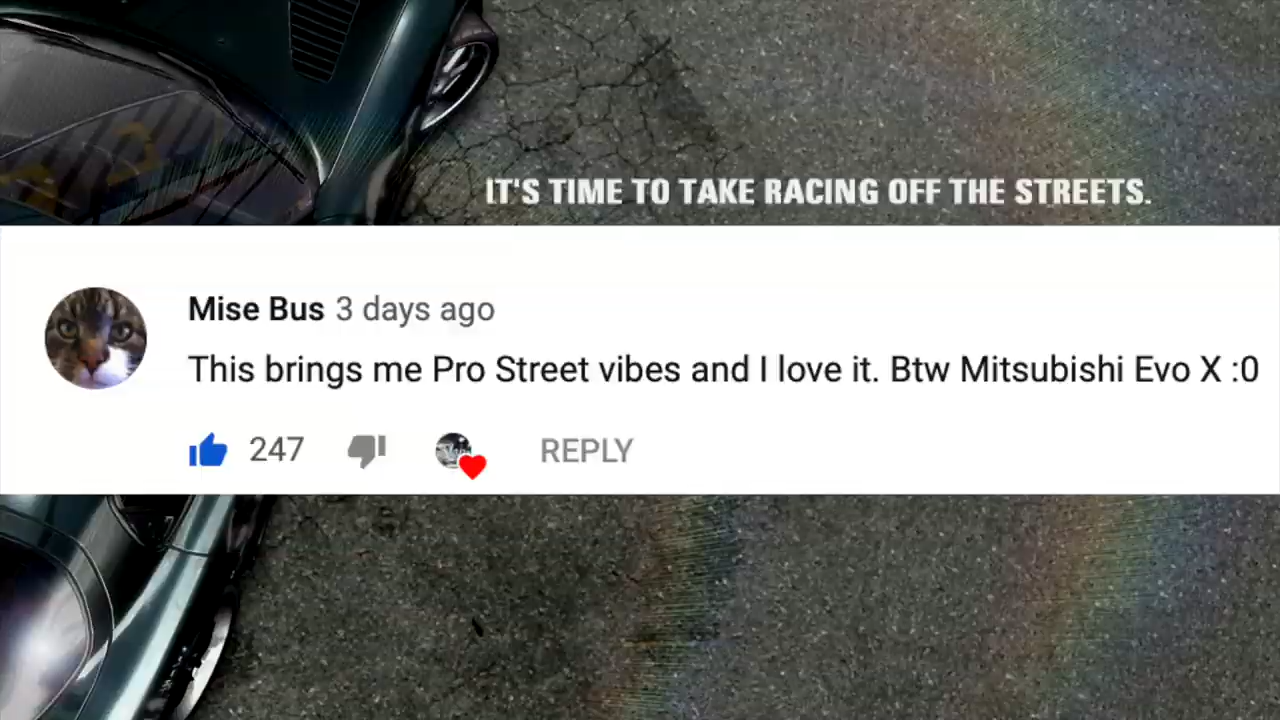 IT'S TIME TO TAKE RACING OFF THE STREETS.
Mise Bus 3 days ago
This brings me Pro Street vibes and I love it. Btw Mitsubishi Evo X :0
247 REPLY